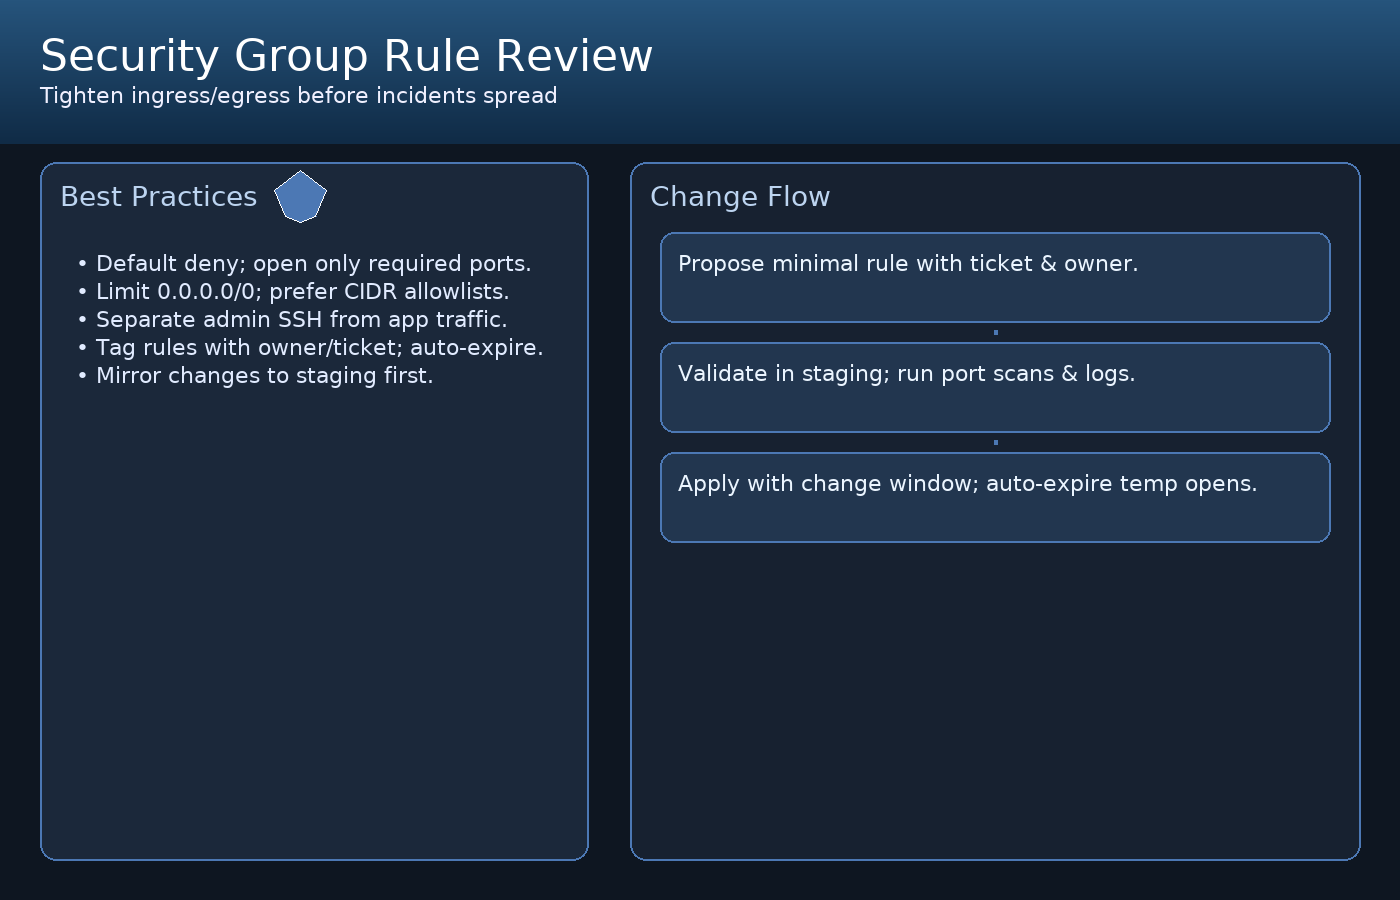 Security Group Rule Review
Tighten ingress/egress before incidents spread
Best Practices
• Default deny; open only required ports.
• Limit 0.0.0.0/0; prefer CIDR allowlists.
• Separate admin SSH from app traffic.
• Tag rules with owner/ticket; auto-expire.
• Mirror changes to staging first.
Change Flow
Propose minimal rule with ticket & owner.
Validate in staging; run port scans & logs.
Apply with change window; auto-expire temp opens.